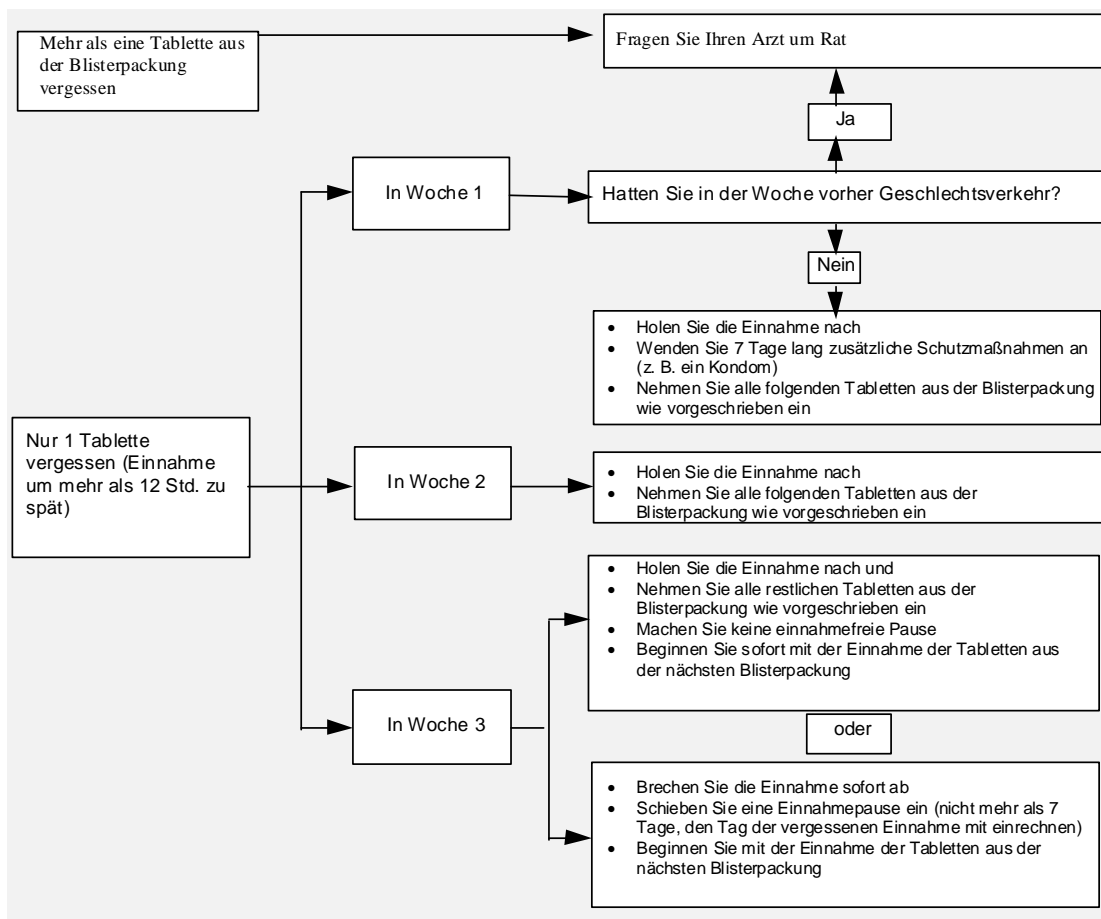 Mehr als eine Tablette aus
der Blisterpackung
vergessen
Fragen Sie Ihren Arzt um Rat
Ja
In Woche 1
Hatten Sie in der Woche vorher Geschlechtsverkehr?
Nein
• Holen Sie die Einnahme nach
• Wenden Sie 7 Tage lang zusätzliche Schutzmaßnahmen an
(z. B. ein Kondom)
• Nehmen Sie alle folgenden Tabletten aus der Blisterpackung
wie vorgeschrieben ein
Nur 1 Tablette
vergessen (Einnahme
um mehr als 12 Std. zu
spät)
In Woche 2
• Holen Sie die Einnahme nach
• Nehmen Sie alle folgenden Tabletten aus der
Blisterpackung wie vorgeschrieben ein
In Woche 3
• Holen Sie die Einnahme nach und
• Nehmen Sie alle restlichen Tabletten aus der
Blisterpackung wie vorgeschrieben ein
• Machen Sie keine einnahmefreie Pause
• Beginnen Sie sofort mit der Einnahme der Tabletten aus
der nächsten Blisterpackung
oder
• Brechen Sie die Einnahme sofort ab
• Schieben Sie eine Einnahmepause ein (nicht mehr als 7
Tage, den Tag der vergessenen Einnahme mit einrechnen)
• Beginnen Sie mit der Einnahme der Tabletten aus der
nächsten Blisterpackung